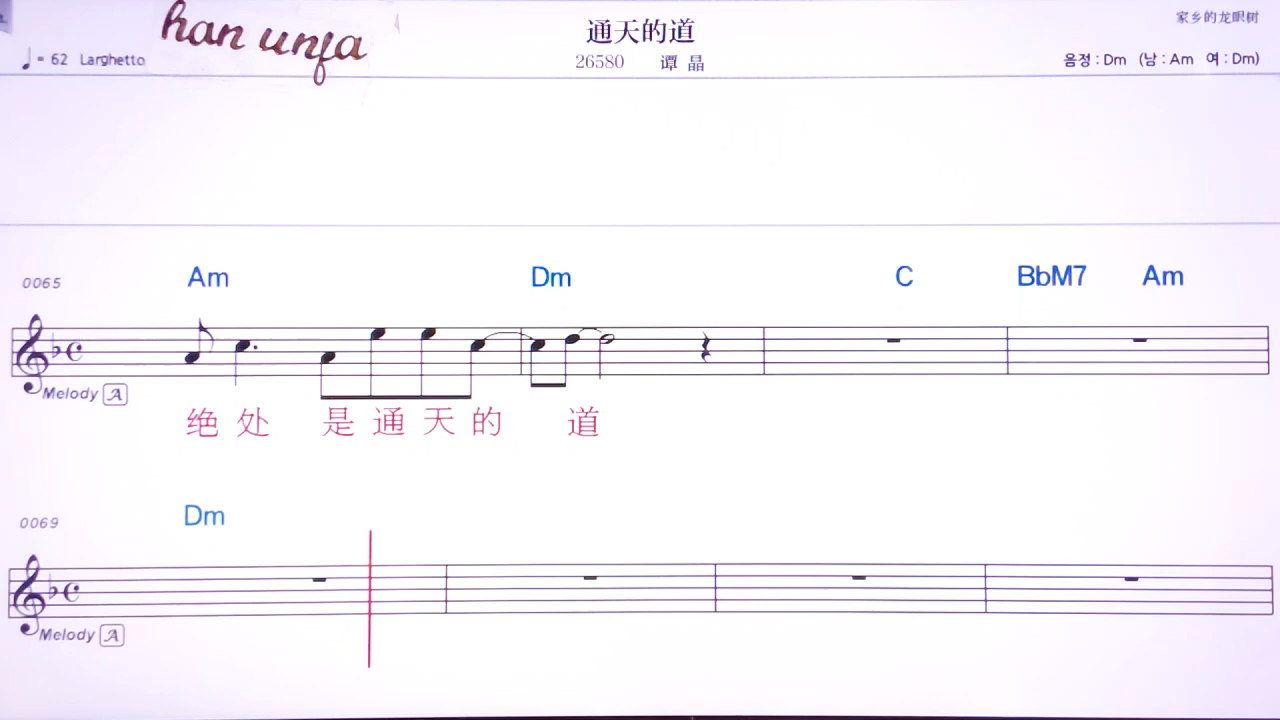 han unfa
通天的道
家乡的龙眼树
♩= 62 Larghetto
26580 谭 晶
음정 : Dm (남 : Am 여 : Dm)
0065
Am Dm C BbM7 Am
Melody A
绝 处 是 通 天 的 道
0069
Dm
Melody A